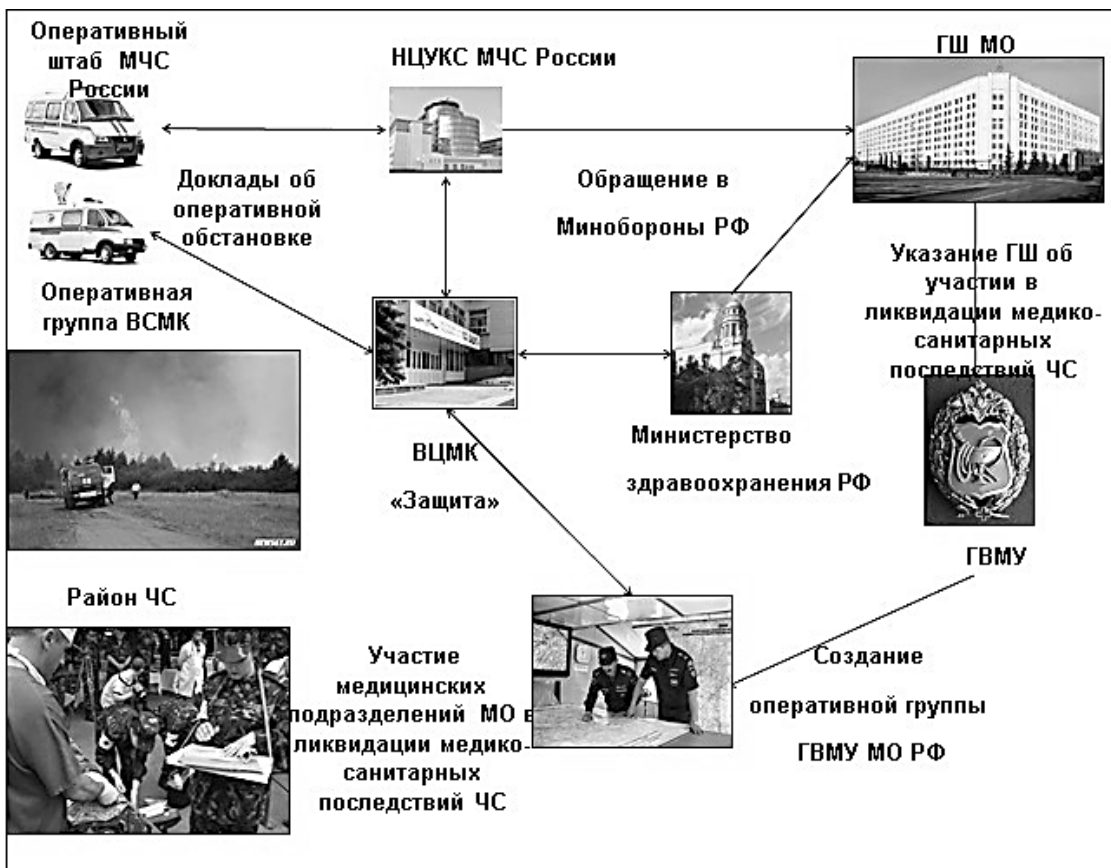 Оперативный
штаб МЧС
России
НЦУКС МЧС России
ГШ МО
Доклады об
оперативной
обстановке
Обращение в
Минобороны РФ
Указание ГШ об
участии в
ликвидации медико-
санитарных
последствий ЧС
Оперативная
группа ВСМК
ВЦМК
«Защита»
Министерство
здравоохранения РФ
ГВМУ
Район ЧС
Участие
медицинских
подразделений МО в
ликвидации медико-
санитарных
последствий ЧС
Создание
оперативной группы
ГВМУ МО РФ